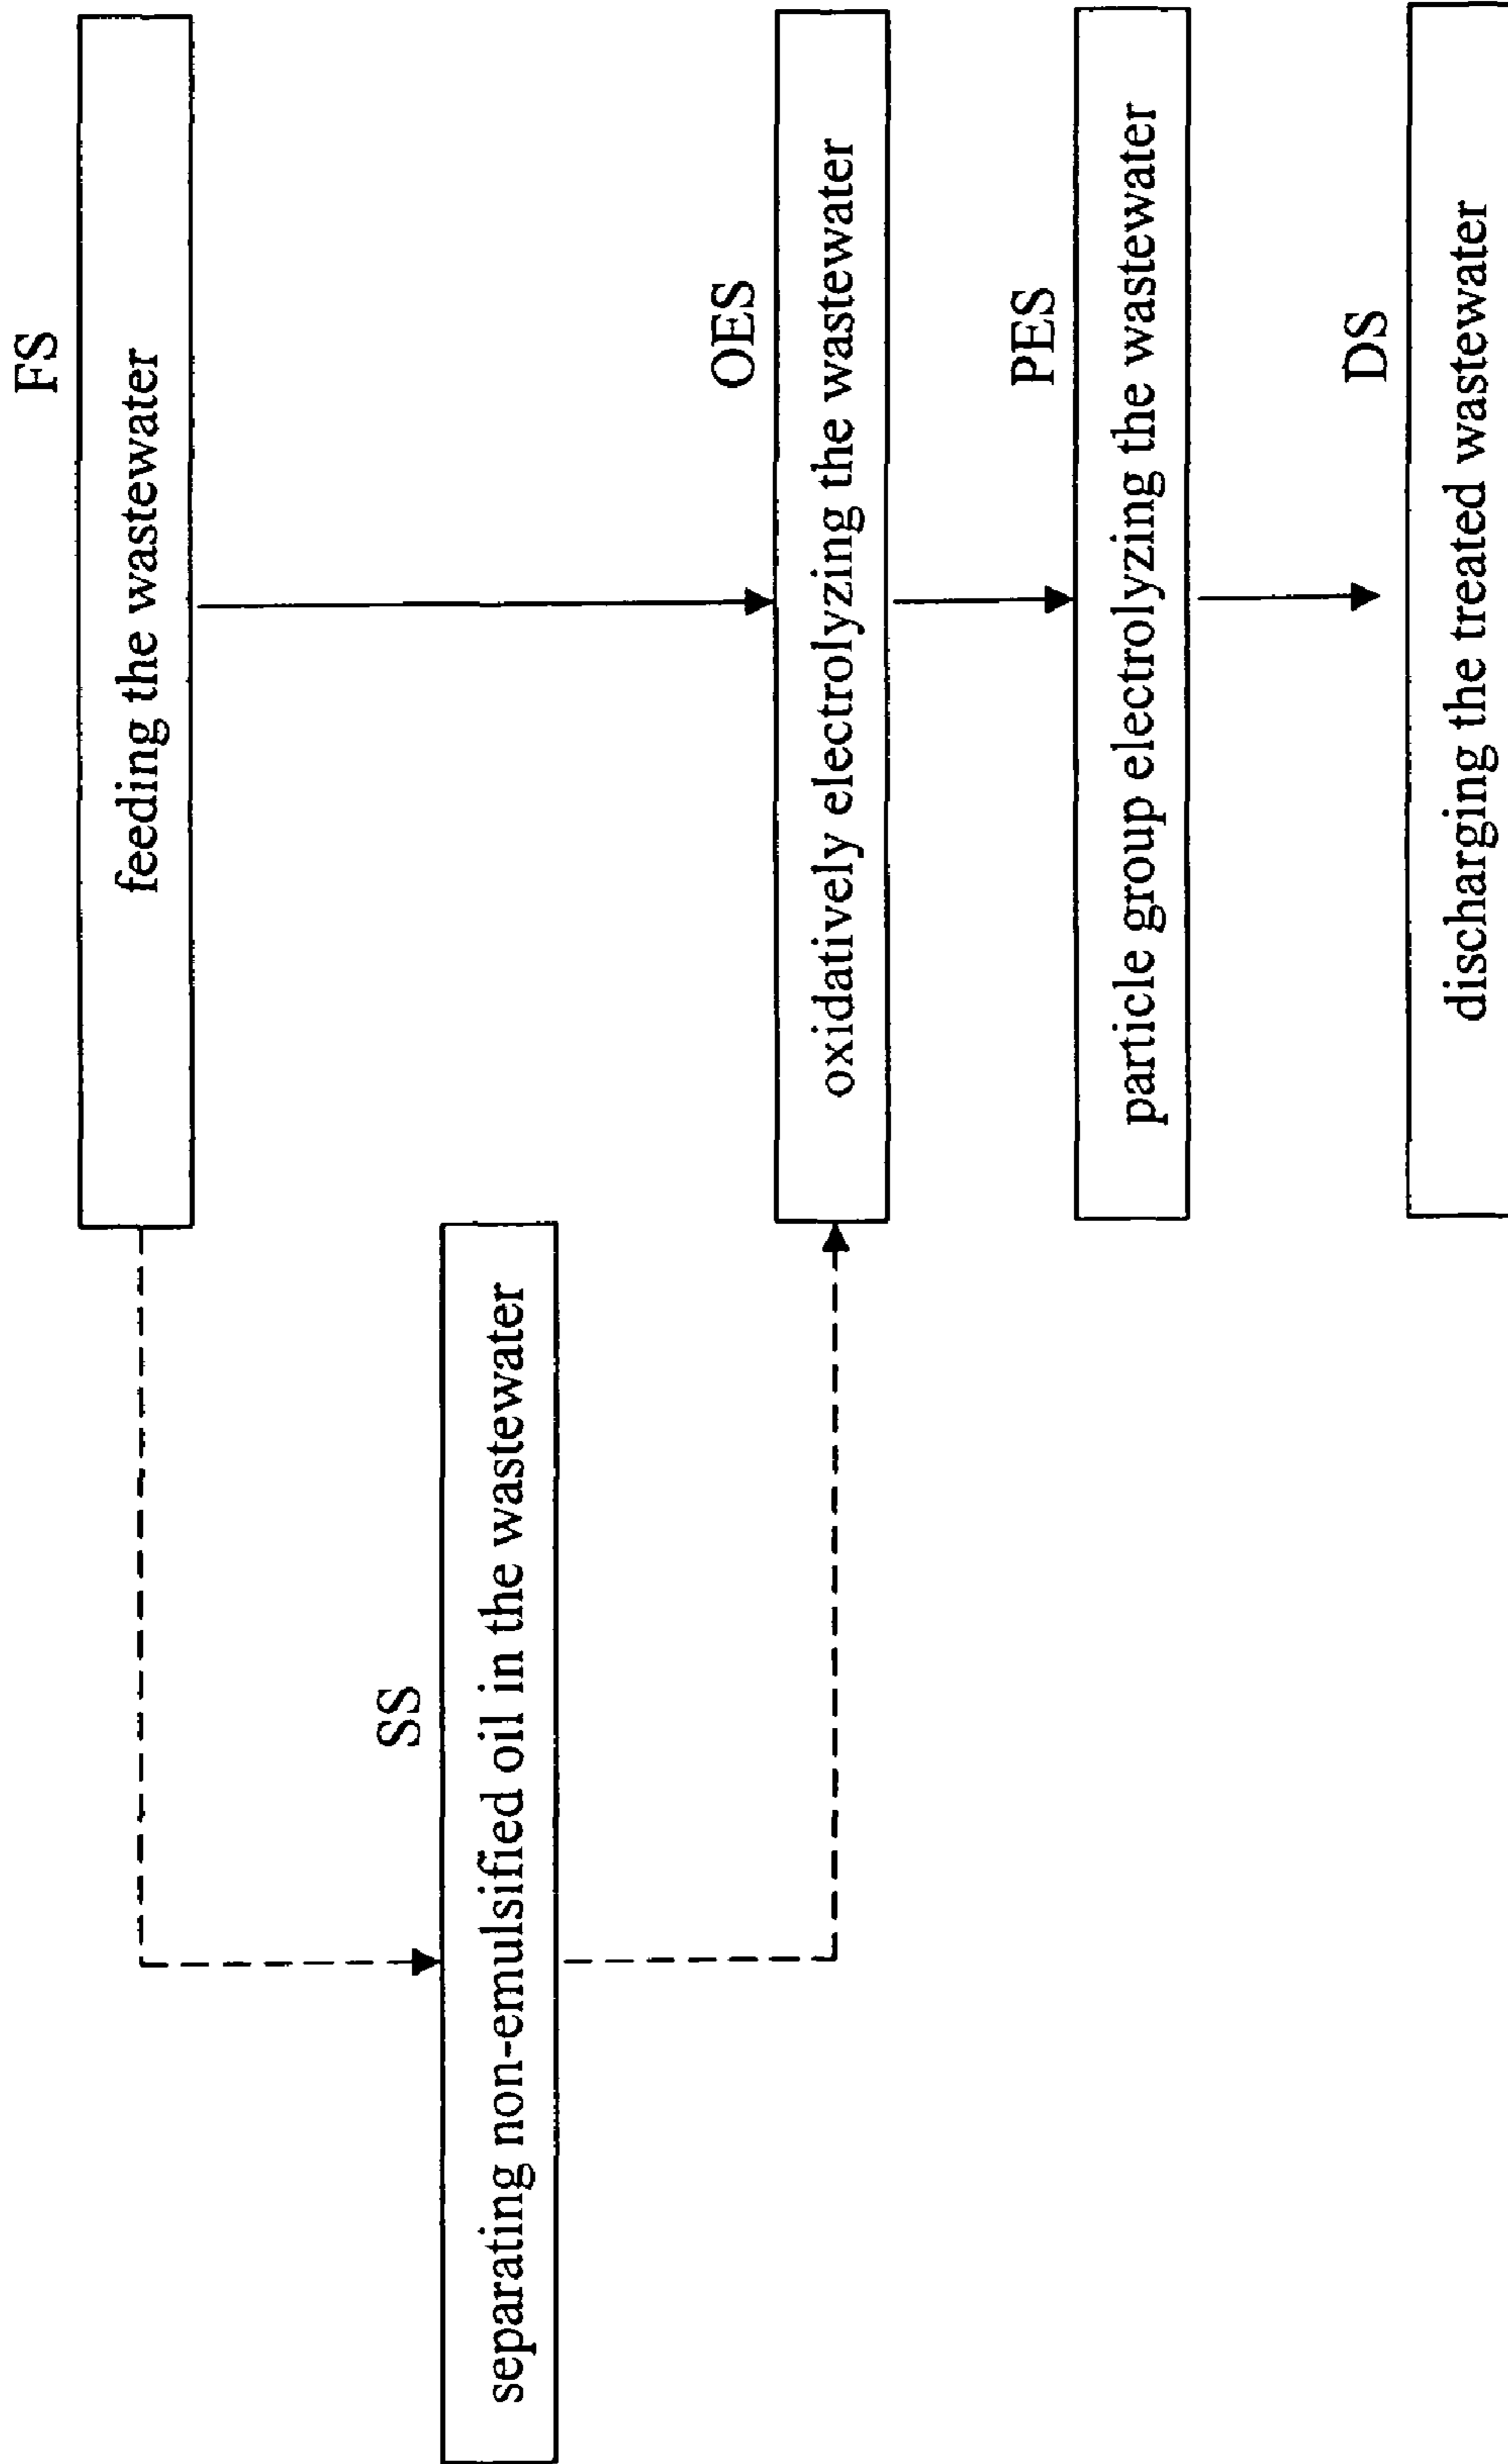 FS
feeding the wastewater
SS
separating non-emulsified oil in the wastewater
OES
oxidatively electrolyzing the wastewater
PES
particle group electrolyzing the wastewater
DS
discharging the treated wastewater